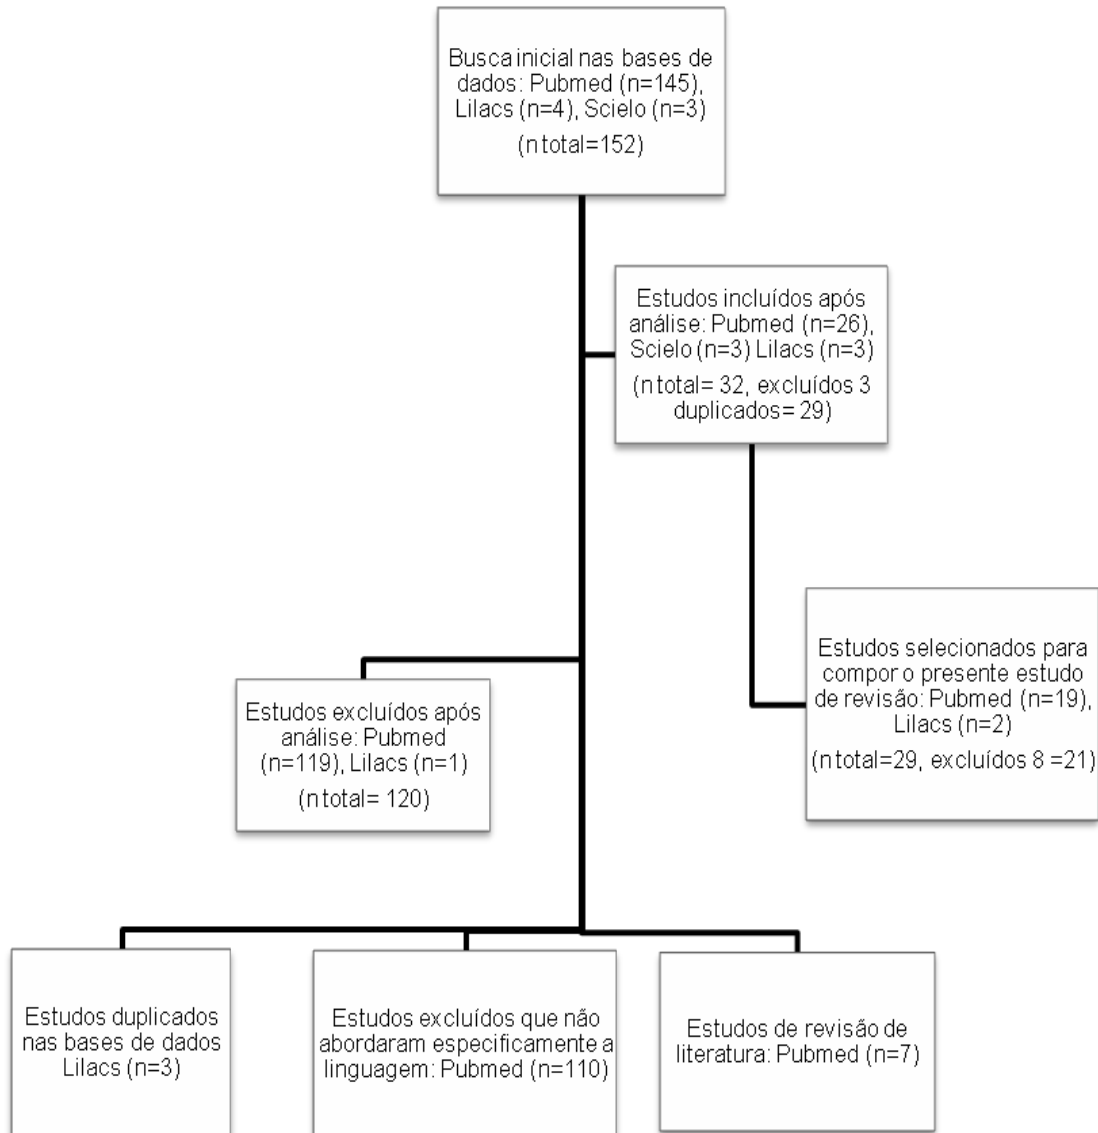 Busca inicial nas bases de
dados: Pubmed (n=145),
Lilacs (n=4), Scielo (n=3)
(n total=152)
Estudos incluídos após
análise: Pubmed (n=26),
Scielo (n=3) Lilacs (n=3)
(n total= 32, excluídos 3
duplicados= 29)
Estudos selecionados para
compor o presente estudo
de revisão: Pubmed (n=19),
Lilacs (n=2)
(n total=29, excluídos 8 =21)
Estudos excluídos após
análise: Pubmed
(n=119), Lilacs (n=1)
(n total= 120)
Estudos duplicados
nas bases de dados
Lilacs (n=3)
Estudos excluídos que não
abordaram especificamente a
linguagem: Pubmed (n=110)
Estudos de revisão de
literatura: Pubmed (n=7)